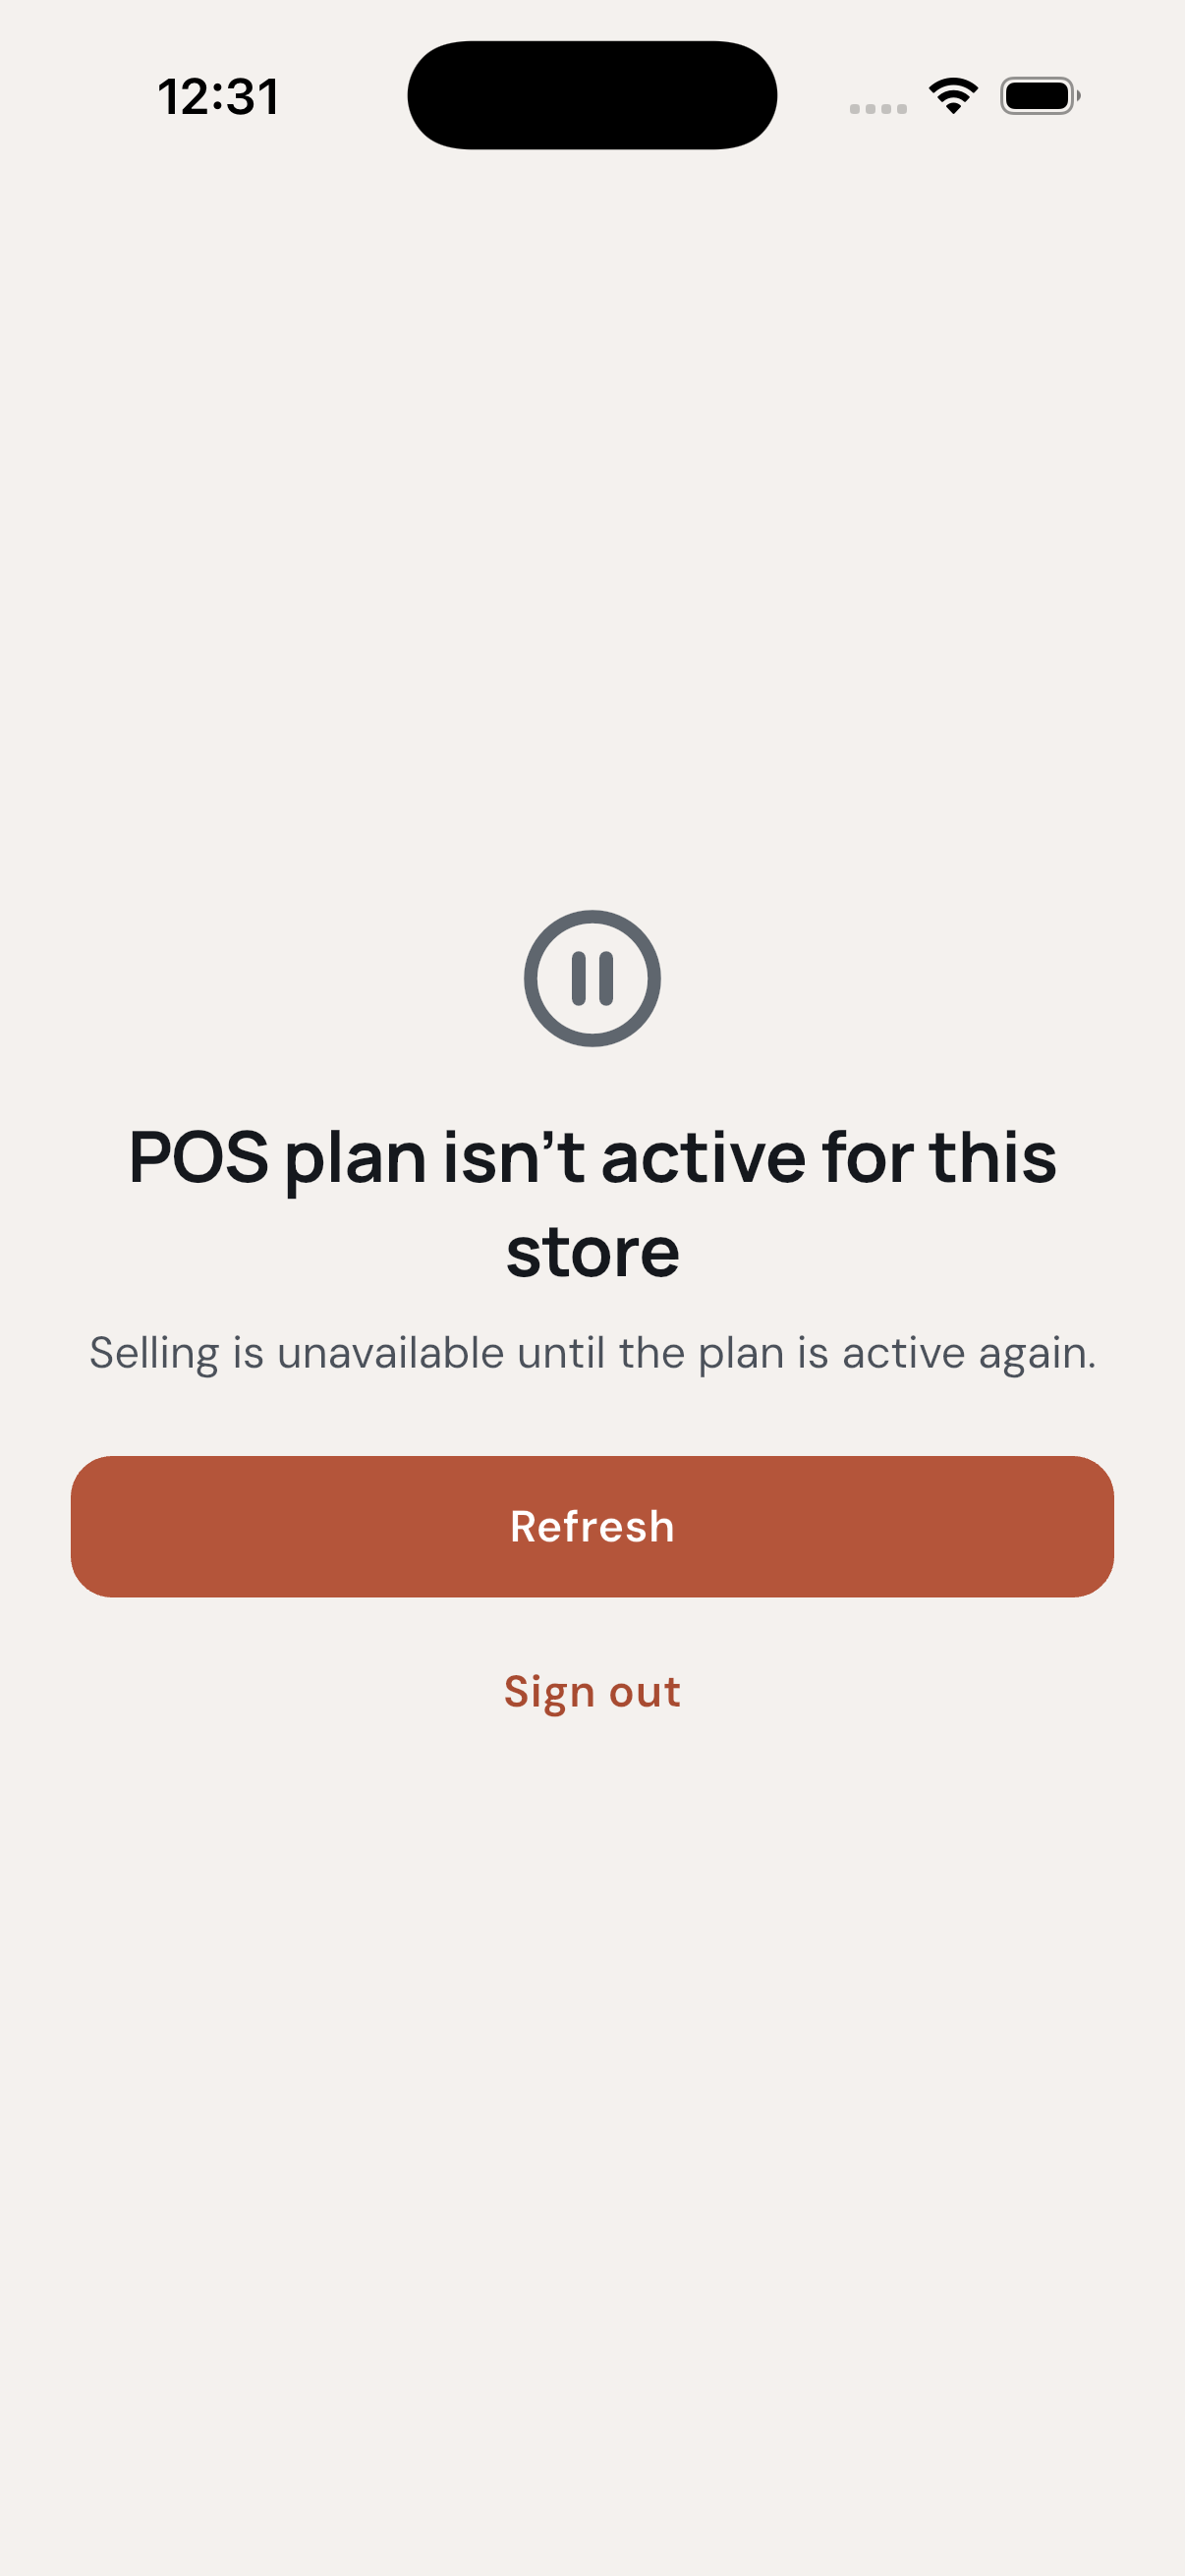 12:31
POS plan isn’t active for this
store
Selling is unavailable until the plan is active again.
Refresh
Sign out